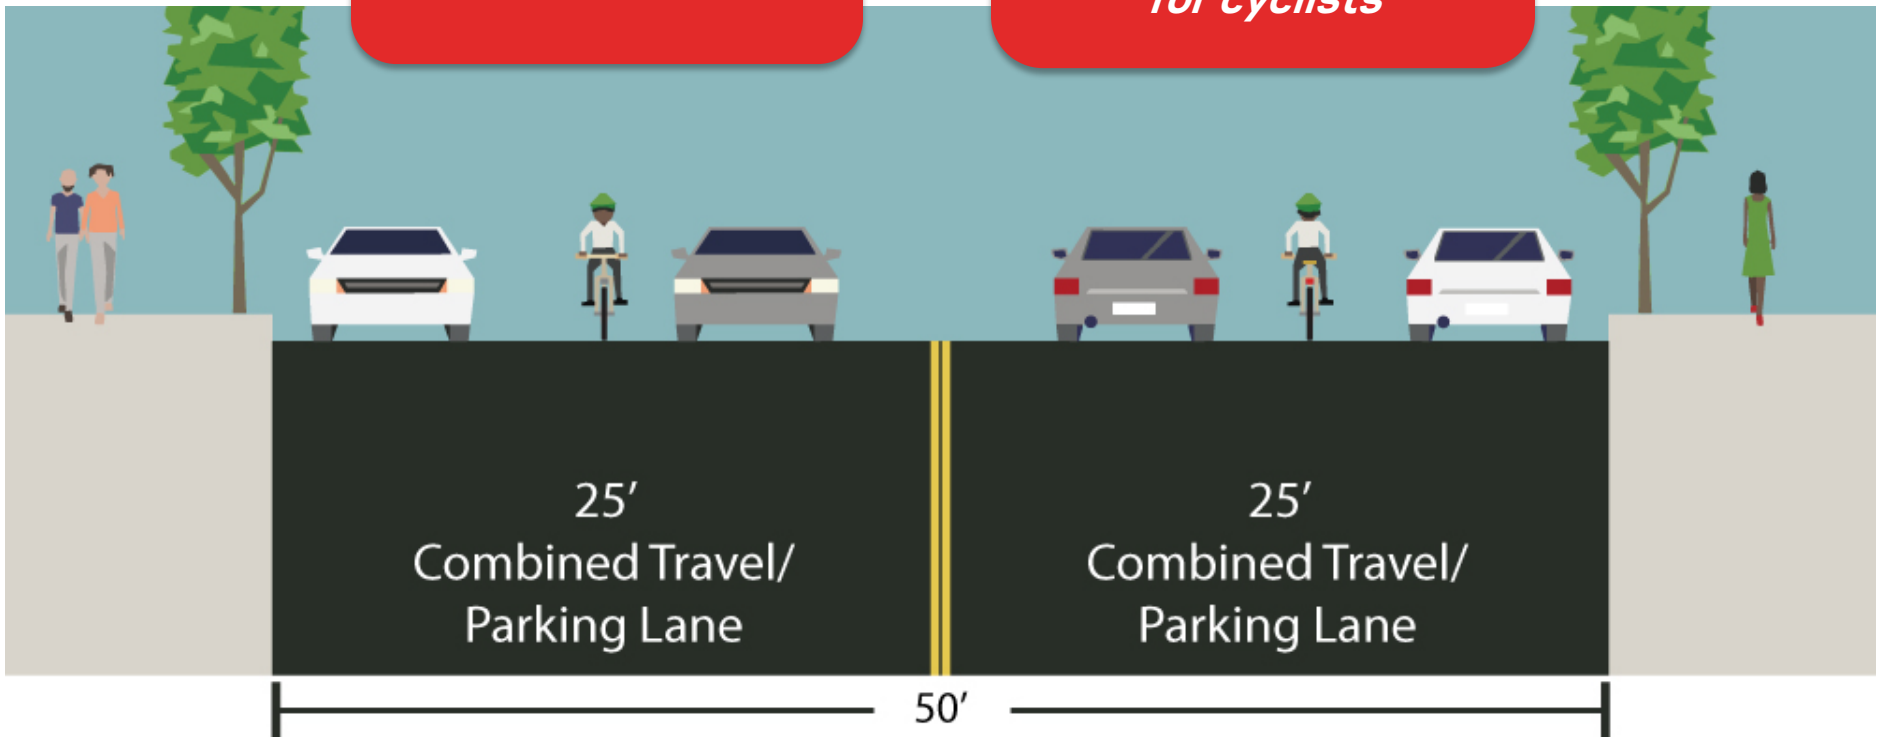 for cyclists
25’
Combined Travel/
Parking Lane
25’
Combined Travel/
Parking Lane
50’